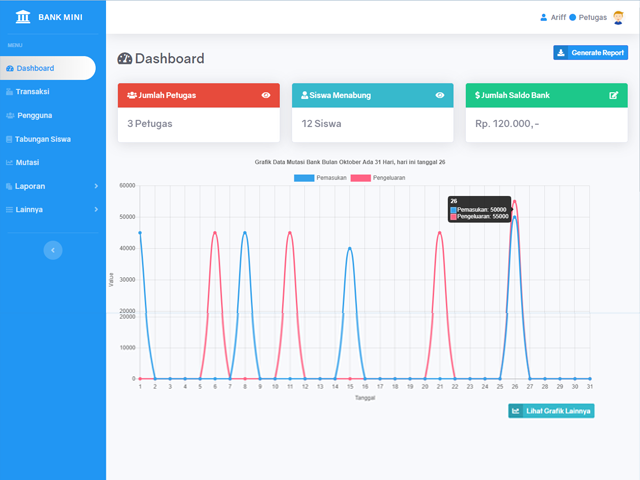 BANK MINI
Ariff Petugas
MENU
Dashboard
Transaksi
Pengguna
Tabungan Siswa
Mutasi
Laporan
Lainnya
Dashboard
Generate Report
Jumlah Petugas
3 Petugas
Siswa Menabung
12 Siswa
$ Jumlah Saldo Bank
Rp. 120.000,-
Grafik Data Mutasi Bank Bulan Oktober Ada 31 Hari, hari ini tanggal 26
Pemasukan Pengeluaran
60000
50000
40000
30000
20000
20000
10000
0
Value
26
Pemasukan: 50000
Pengeluaran: 55000
1 2 3 4 5 6 7 8 9 10 11 12 13 14 15 16 17 18 19 20 21 22 23 24 25 26 27 28 29 30 31
Tanggal
Lihat Grafik Lainnya